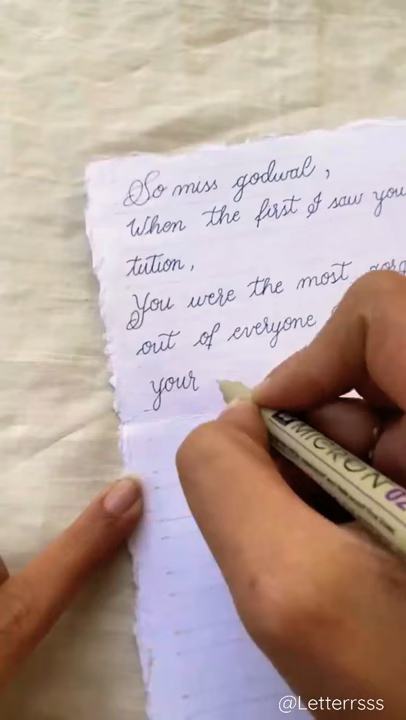 So miss godwal,
When the first I saw you
tution,
You were the most
out of everyone
your
MICRON 02
@Letterrsss